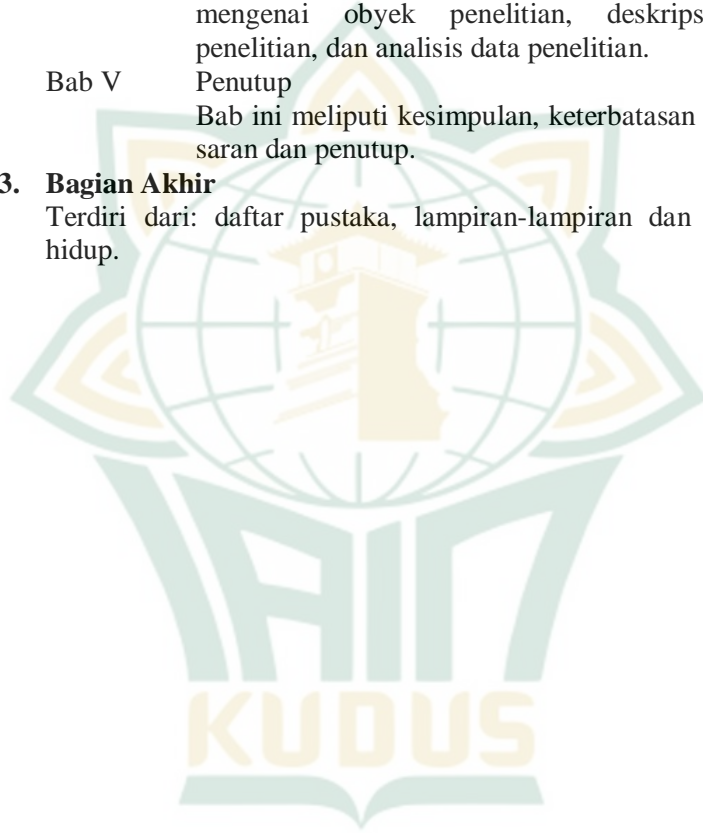 mengenai obyek penelitian, deskrips
penelitian, dan analisis data penelitian.
Bab V Penutup
Bab ini meliputi kesimpulan, keterbatasan
saran dan penutup.
3. Bagian Akhir
Terdiri dari: daftar pustaka, lampiran-lampiran dan
hidup.
IAIN
KUDUS